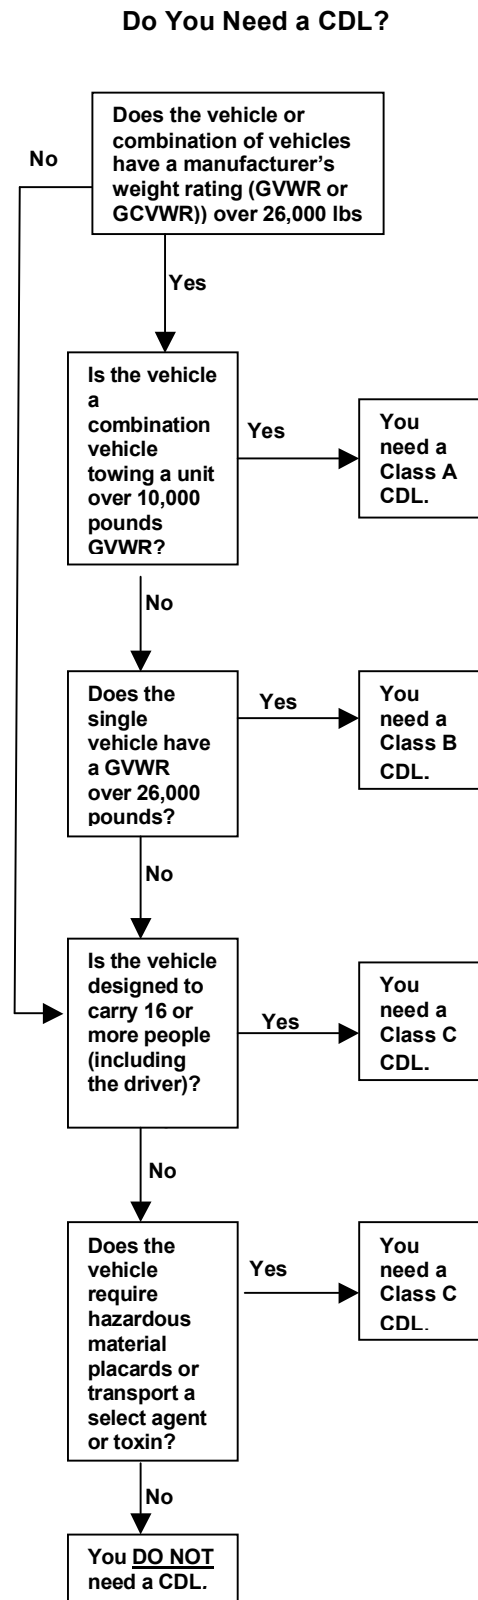 Do You Need a CDL?
Does the vehicle or
combination of vehicles
have a manufacturer's
weight rating (GVWR or
GCVWR)) over 26,000 lbs
No
Yes
Is the vehicle
a
combination
vehicle
towing a unit
over 10,000
pounds
GVWR?
Yes
You
need a
Class A
CDL.
No
Does the
single
vehicle have
a GVWR
over 26,000
pounds?
Yes
You
need a
Class B
CDL.
No
Is the vehicle
designed to
carry 16 or
more people
(including
the driver)?
Yes
You
need a
Class C
CDL.
No
Does the
vehicle
require
hazardous
material
placards or
transport a
select agent
or toxin?
Yes
You
need a
Class C
CDL.
No
You DO NOT
need a CDL.